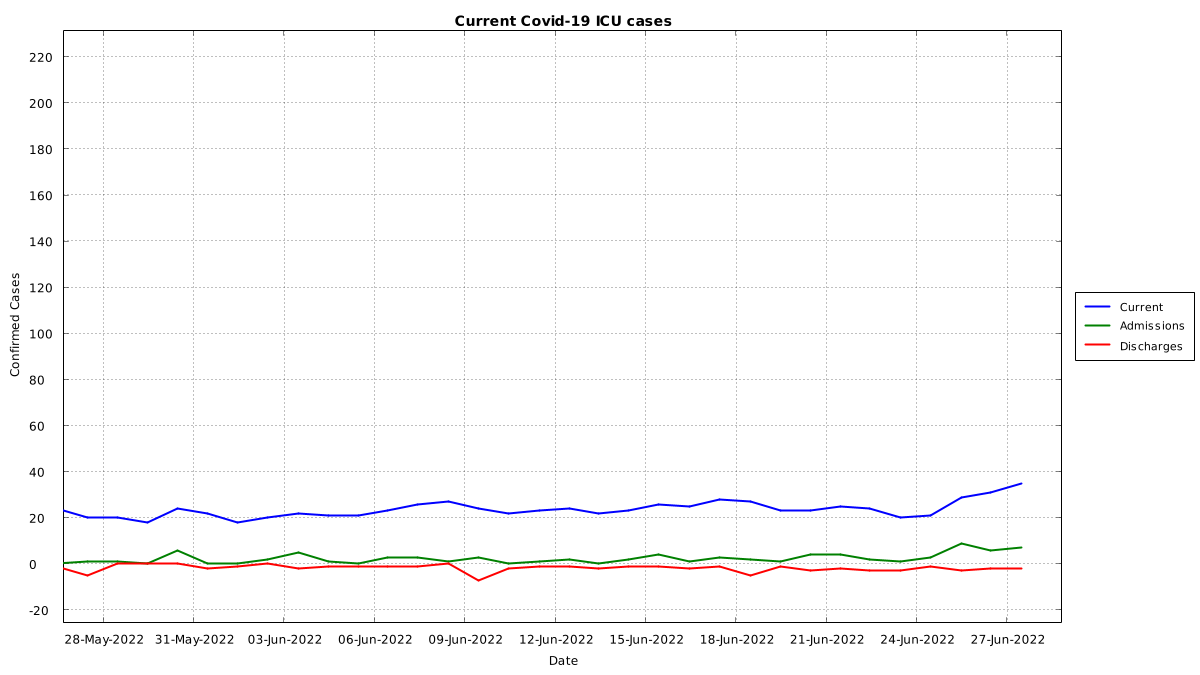 Current Covid-19 ICU cases
220
200
180
160
140
120
100
80
60
40
20
0
-20
Confirmed Cases
28-May-2022 31-May-2022 03-Jun-2022 06-Jun-2022 09-Jun-2022 12-Jun-2022 15-Jun-2022 18-Jun-2022 21-Jun-2022 24-Jun-2022 27-Jun-2022
Date
Current
Admissions
Discharges